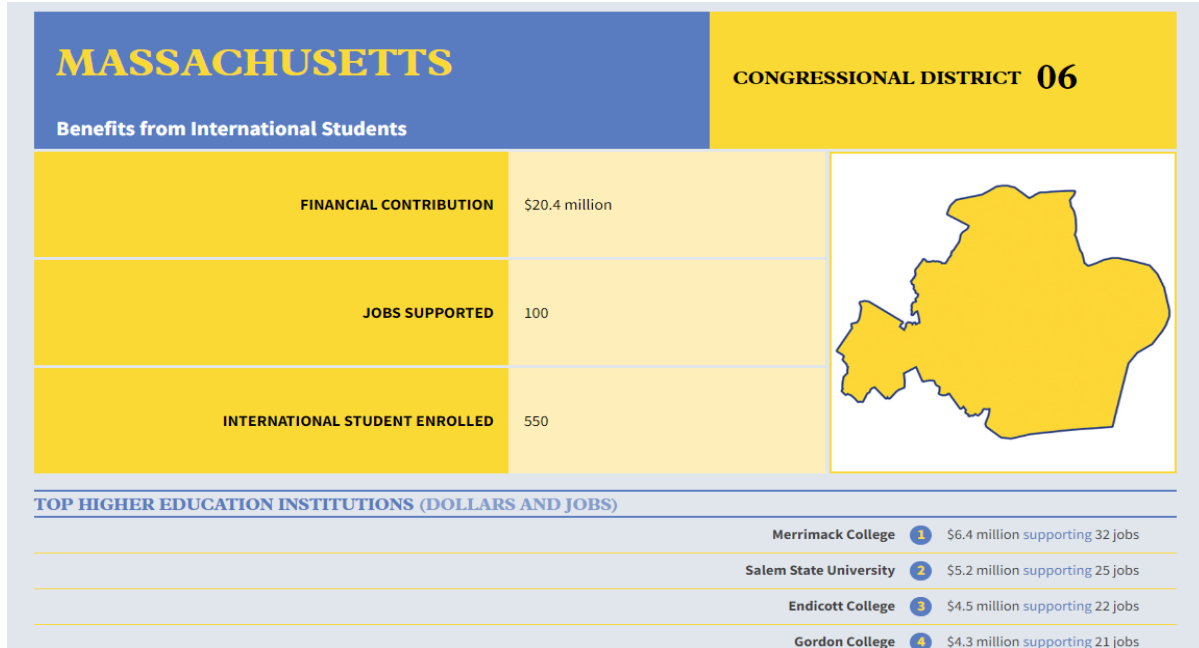 MASSACHUSETTS
CONGRESSIONAL DISTRICT 06
Benefits from International Students
FINANCIAL CONTRIBUTION $20.4 million
JOBS SUPPORTED 100
INTERNATIONAL STUDENT ENROLLED 550
TOP HIGHER EDUCATION INSTITUTIONS (DOLLARS AND JOBS)
Merrimack College 1 $6.4 million supporting 32 jobs
Salem State University 2 $5.2 million supporting 25 jobs
Endicott College 3 $4.5 million supporting 22 jobs
Gordon College 4 $4.3 million supporting 21 jobs